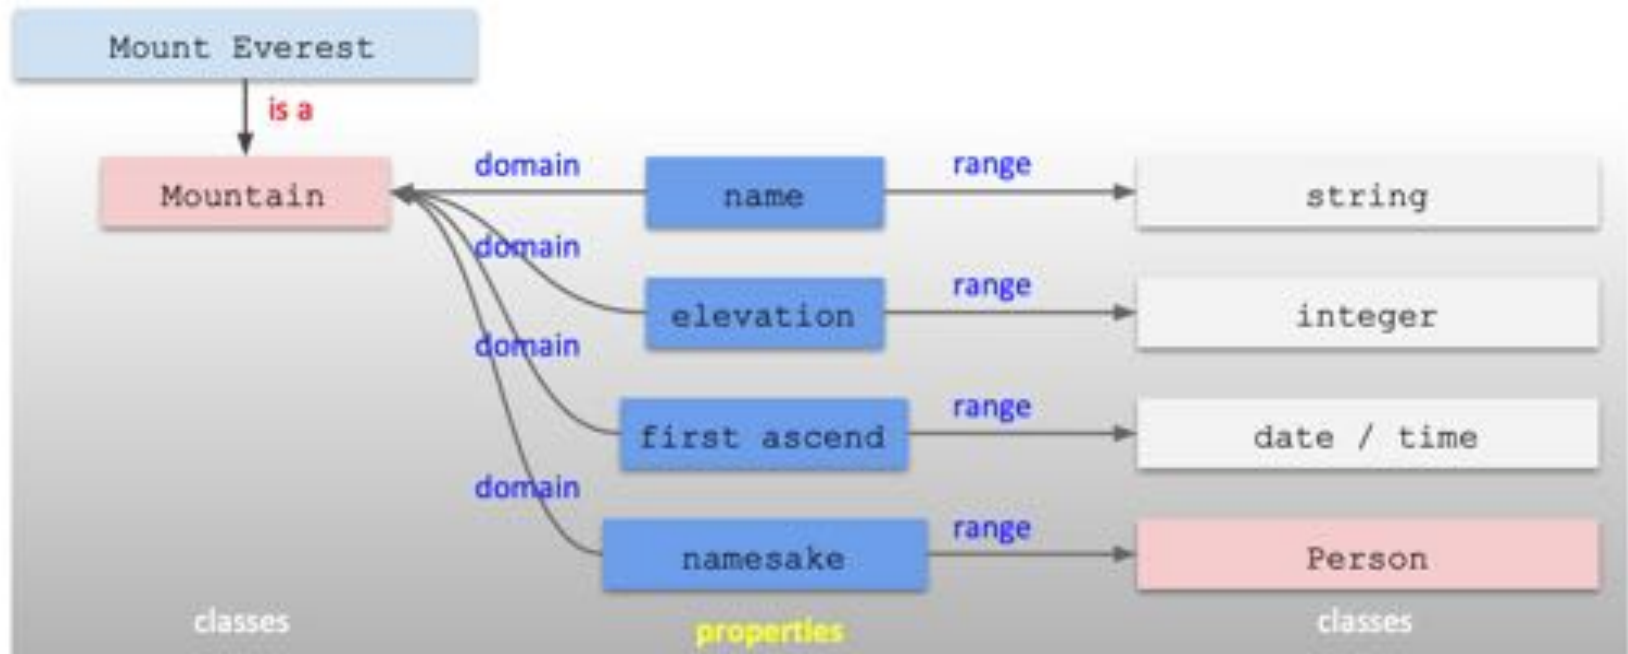 Mount Everest
is a
domain
range
Mountain
name
string
domain
range
elevation
integer
domain
range
first ascend
date / time
domain
range
namesake
Person
classes
properties
classes